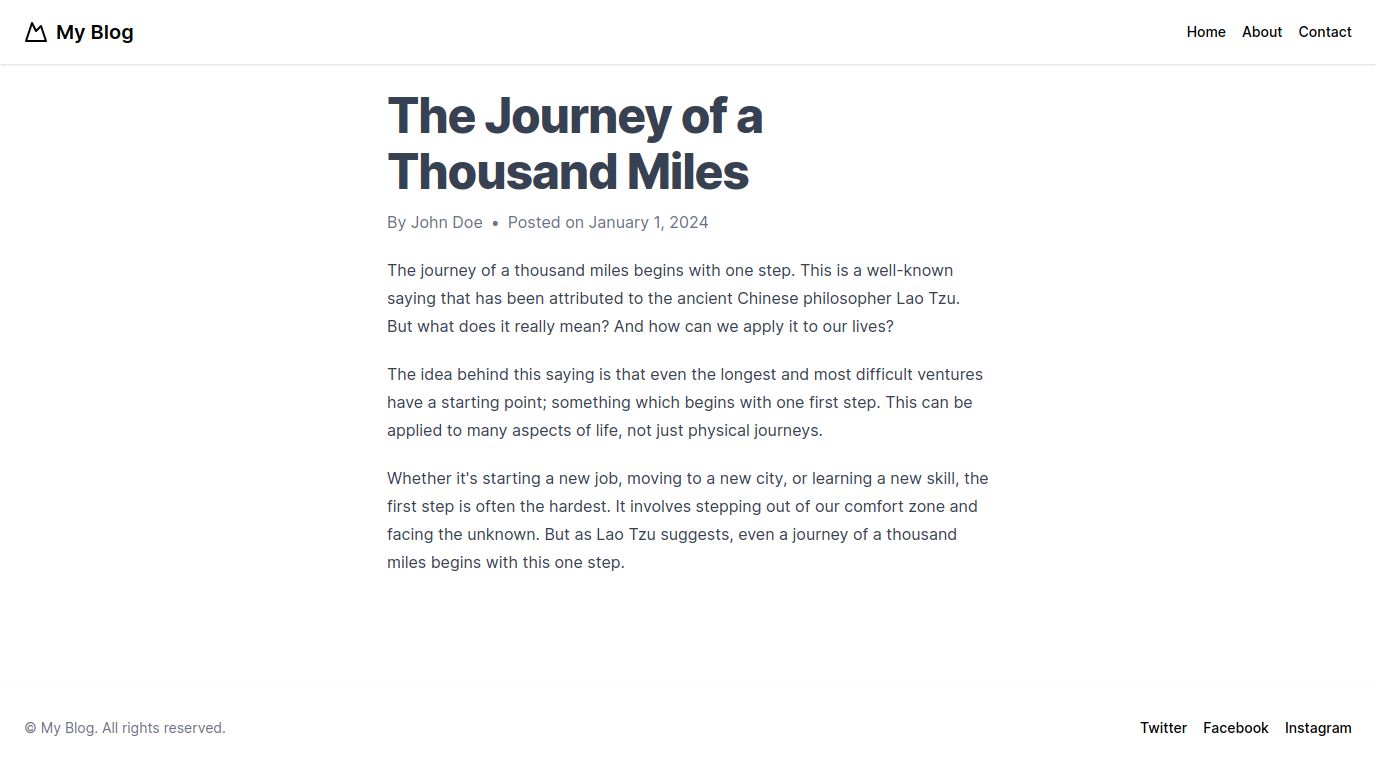 My Blog
Home About Contact
The Journey of a
Thousand Miles
By John Doe • Posted on January 1, 2024
The journey of a thousand miles begins with one step. This is a well-known
saying that has been attributed to the ancient Chinese philosopher Lao Tzu.
But what does it really mean? And how can we apply it to our lives?
The idea behind this saying is that even the longest and most difficult ventures
have a starting point; something which begins with one first step. This can be
applied to many aspects of life, not just physical journeys.
Whether it's starting a new job, moving to a new city, or learning a new skill, the
first step is often the hardest. It involves stepping out of our comfort zone and
facing the unknown. But as Lao Tzu suggests, even a journey of a thousand
miles begins with this one step.
© My Blog. All rights reserved.
Twitter Facebook Instagram